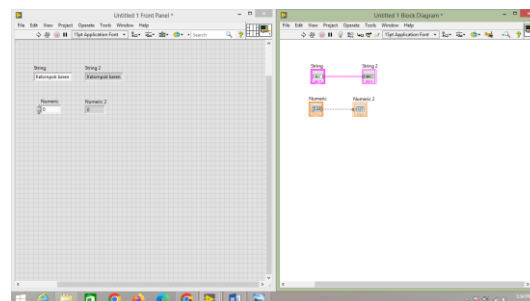 Untitled 1 Front Panel *
File Edit View Project Operate Tools Window Help
15pt Application Font
Search
String
String 2
Kelompok keren
Kelompok keren
Numeric
Numeric 2
0
0
Untitled 1 Block Diagram *
File Edit View Project Operate Tools Window Help
15pt Application Font
String
String 2
Numeric
Numeric 2